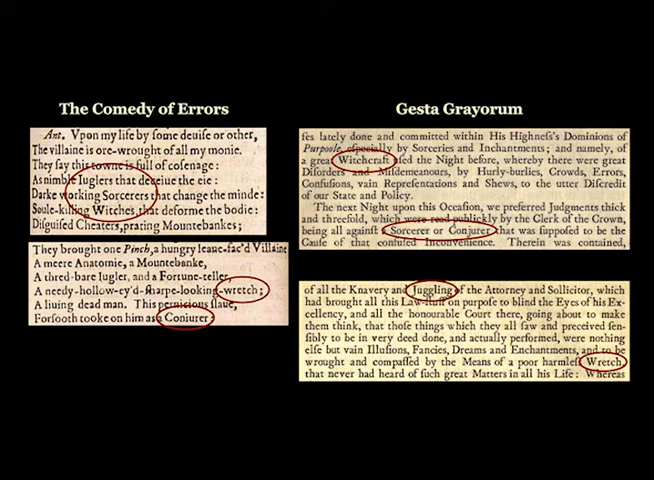 The Comedy of Errors
Ant. Vpon my life by some deuise or other,
The villaine is ore-wrought of all my monie.
They say this towne is full of cosenage:
As nimble Iuglers that deceiue the eie:
Darke working Sorcerers that change the minde:
Soule-killing Witches, that deforme the bodie:
Disguised Cheaters, prating Mountebankes;
They brought one Pinch, a hungry leane-fac'd Villaine
A meere Anatomie, a Mountebanke,
A thred-bare Iugler, and a Fortune-teller,
A needy-hollow-ey'd-sharpe-looking-wretch;
A liuing dead man. This pernicious slaue,
Forsooth tooke on him as a Coniurer:
Gesta Grayorum
ses lately done and committed within His Highness's Dominions of
Purpoole, especially by Sorceries and Inchantments; and namely, of
a great Witchcraft used the Night before, whereby there were great
Disorders and Misdemeanours, by Hurly-burlies, Crowds, Errors,
Confusions, vain Representations and Shews, to the utter Discredit
of our State and Policy.
The next Night upon this Occasion, we preferred Judgments thick
and threefold, which were read publickly by the Clerk of the Crown,
being all against a Sorcerer or Conjurer that was supposed to be the
Cause of that confused Inconvenience. Therein was contained,
of all the Knavery and Juggling of the Attorney and Sollicitor, which
had brought all this Law-stuff on purpose to blind the Eyes of his Ex-
cellency, and all the honourable Court there, going about to make
them think, that those things which they all saw and perceived sen-
sibly to be in very deed done, and actually performed, were nothing
else but vain Illusions, Fancies, Dreams and Enchantments, and to be
wrought and compassed by the Means of a poor harmless Wretch
that never had heard of such great Matters in all his Life: Whereas